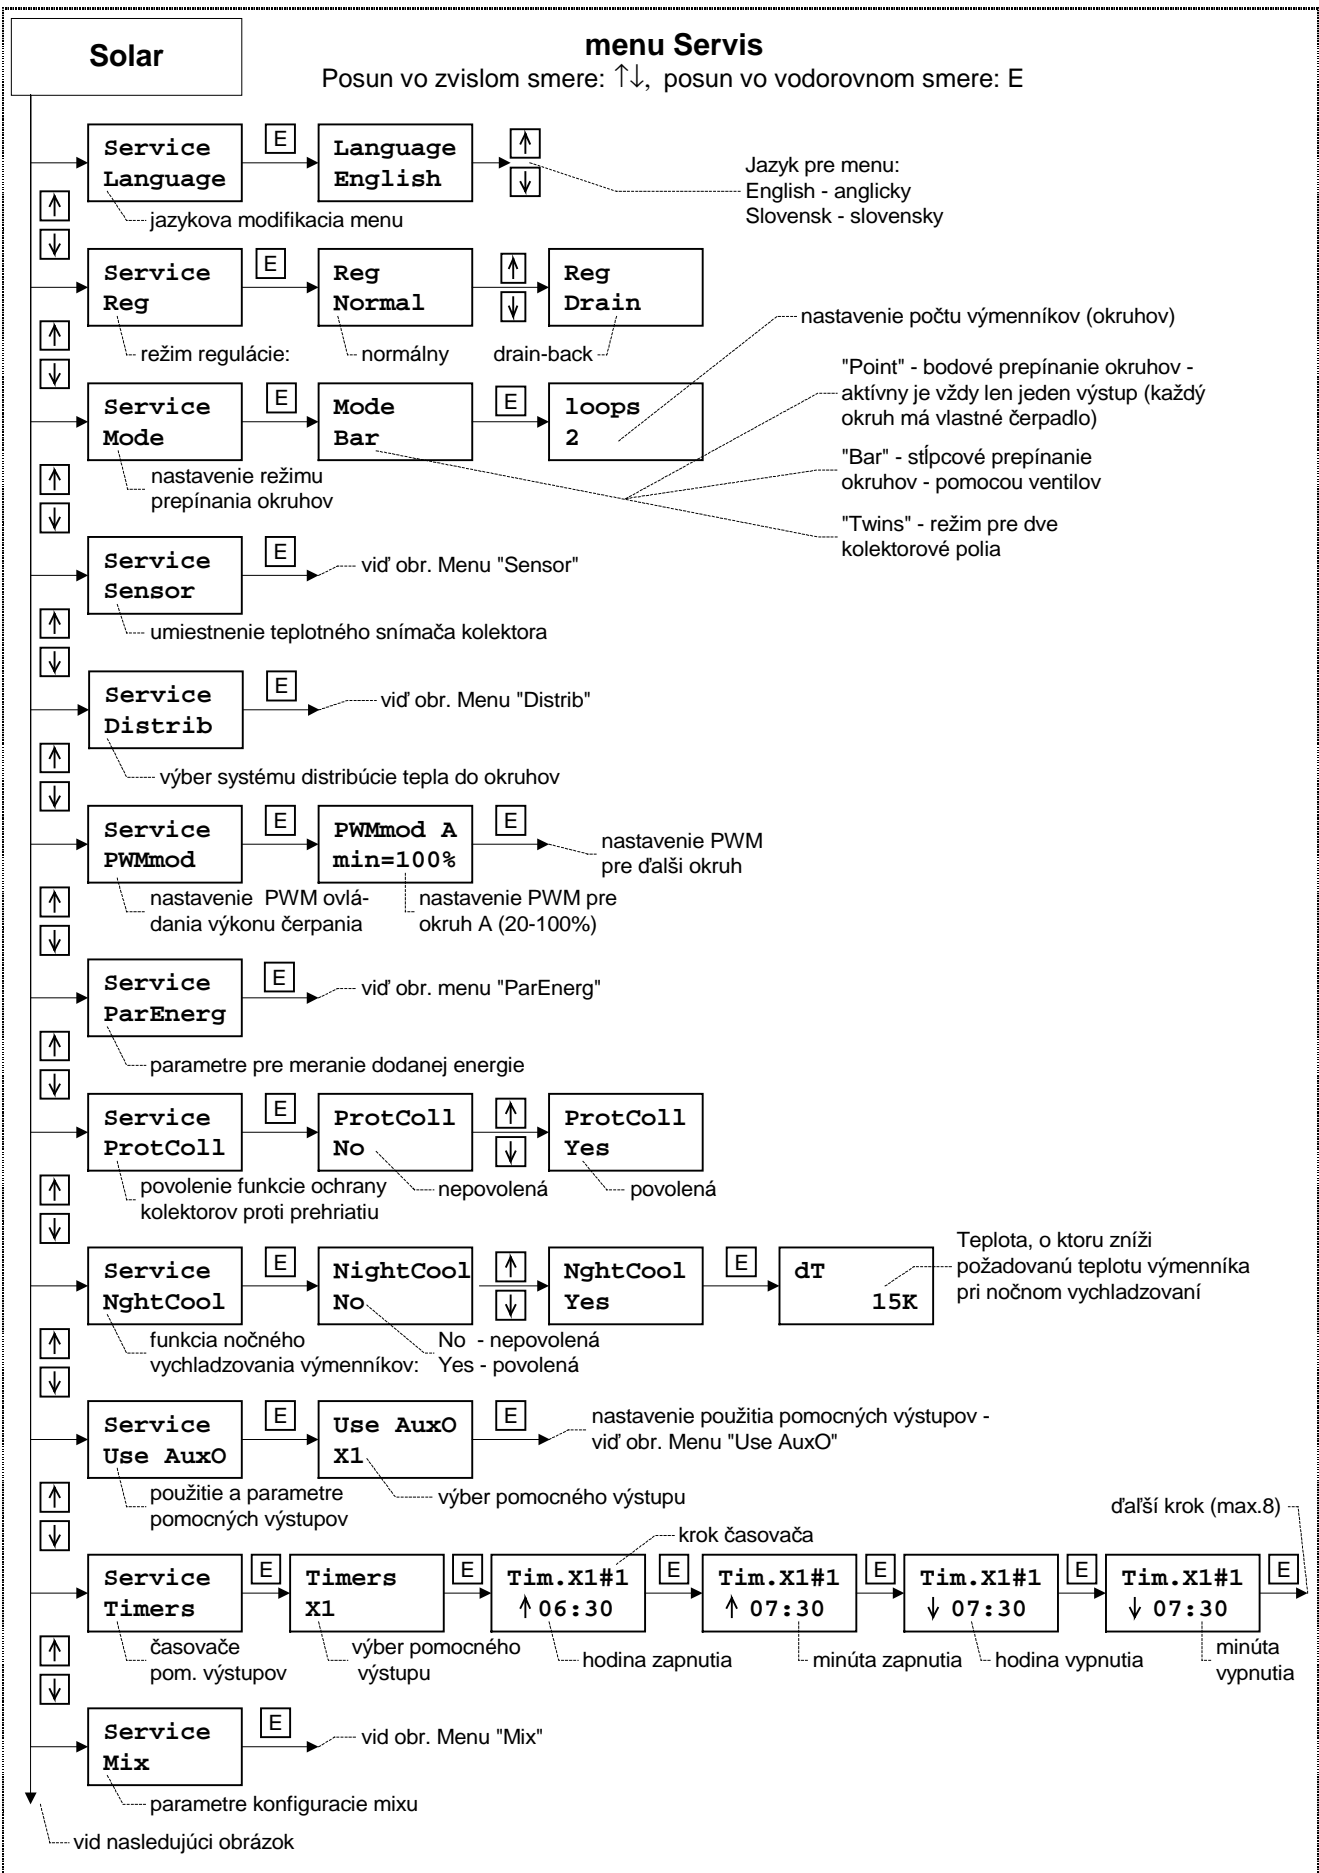 Solar
menu Servis
Posun vo zvislom smere: ↑↓, posun vo vodorovnom smere: E
Service
Language
E
Language
English
↑
↓
Jazyk pre menu:
English - anglicky
Slovensk - slovensky
jazykova modifikacia menu
↑
↓
Service
Reg
E
Reg
Normal
↑
↓
Reg
Drain
režim regulácie:
normálny
drain-back
nastavenie počtu výmenníkov (okruhov)
↑
↓
Service
Mode
E
Mode
Bar
E
loops
2
"Point" - bodové prepínanie okruhov -
aktívny je vždy len jeden výstup (každý
okruh má vlastné čerpadlo)
"Bar" - stĺpcové prepínanie
okruhov - pomocou ventilov
"Twins" - režim pre dve
kolektorové polia
nastavenie režimu
prepínania okruhov
↑
↓
Service
Sensor
E
viď obr. Menu "Sensor"
umiestnenie teplotného snímača kolektora
↑
↓
Service
Distrib
E
viď obr. Menu "Distrib"
výber systému distribúcie tepla do okruhov
↑
↓
Service
PWMmod
E
PWMmod A
min=100%
E
nastavenie PWM
pre ďalši okruh
nastavenie PWM ovlá-
dania výkonu čerpania
nastavenie PWM pre
okruh A (20-100%)
↑
↓
Service
ParEnerg
E
viď obr. menu "ParEnerg"
parametre pre meranie dodanej energie
↑
↓
Service
ProtColl
E
ProtColl
No
↑
↓
ProtColl
Yes
povolenie funkcie ochrany
kolektorov proti prehriatiu
nepovolená
povolená
↑
↓
Service
NghtCool
E
NightCool
No
↑
↓
NghtCool
Yes
E
dT
15K
Teplota, o ktoru zníži
požadovanú teplotu výmenníka
pri nočnom vychladzovaní
funkcia nočného
vychladzovania výmenníkov:
No - nepovolená
Yes - povolená
↑
↓
Service
Use AuxO
E
Use AuxO
X1
E
nastavenie použitia pomocných výstupov -
viď obr. Menu "Use AuxO"
použitie a parametre
pomocných výstupov
výber pomocného výstupu
↑
↓
krok časovača
ďaľší krok (max.8)
Service
Timers
E
Timers
X1
E
Tim.X1#1
↑06:30
E
Tim.X1#1
↑ 07:30
E
Tim.X1#1
↓ 07:30
E
Tim.X1#1
↓ 07:30
E
časovače
pom. výstupov
výber pomocného
výstupu
hodina zapnutia
minúta zapnutia
hodina vypnutia
minúta
vypnutia
↑
↓
Service
Mix
E
vid obr. Menu "Mix"
parametre konfiguracie mixu
vid nasledujúci obrázok